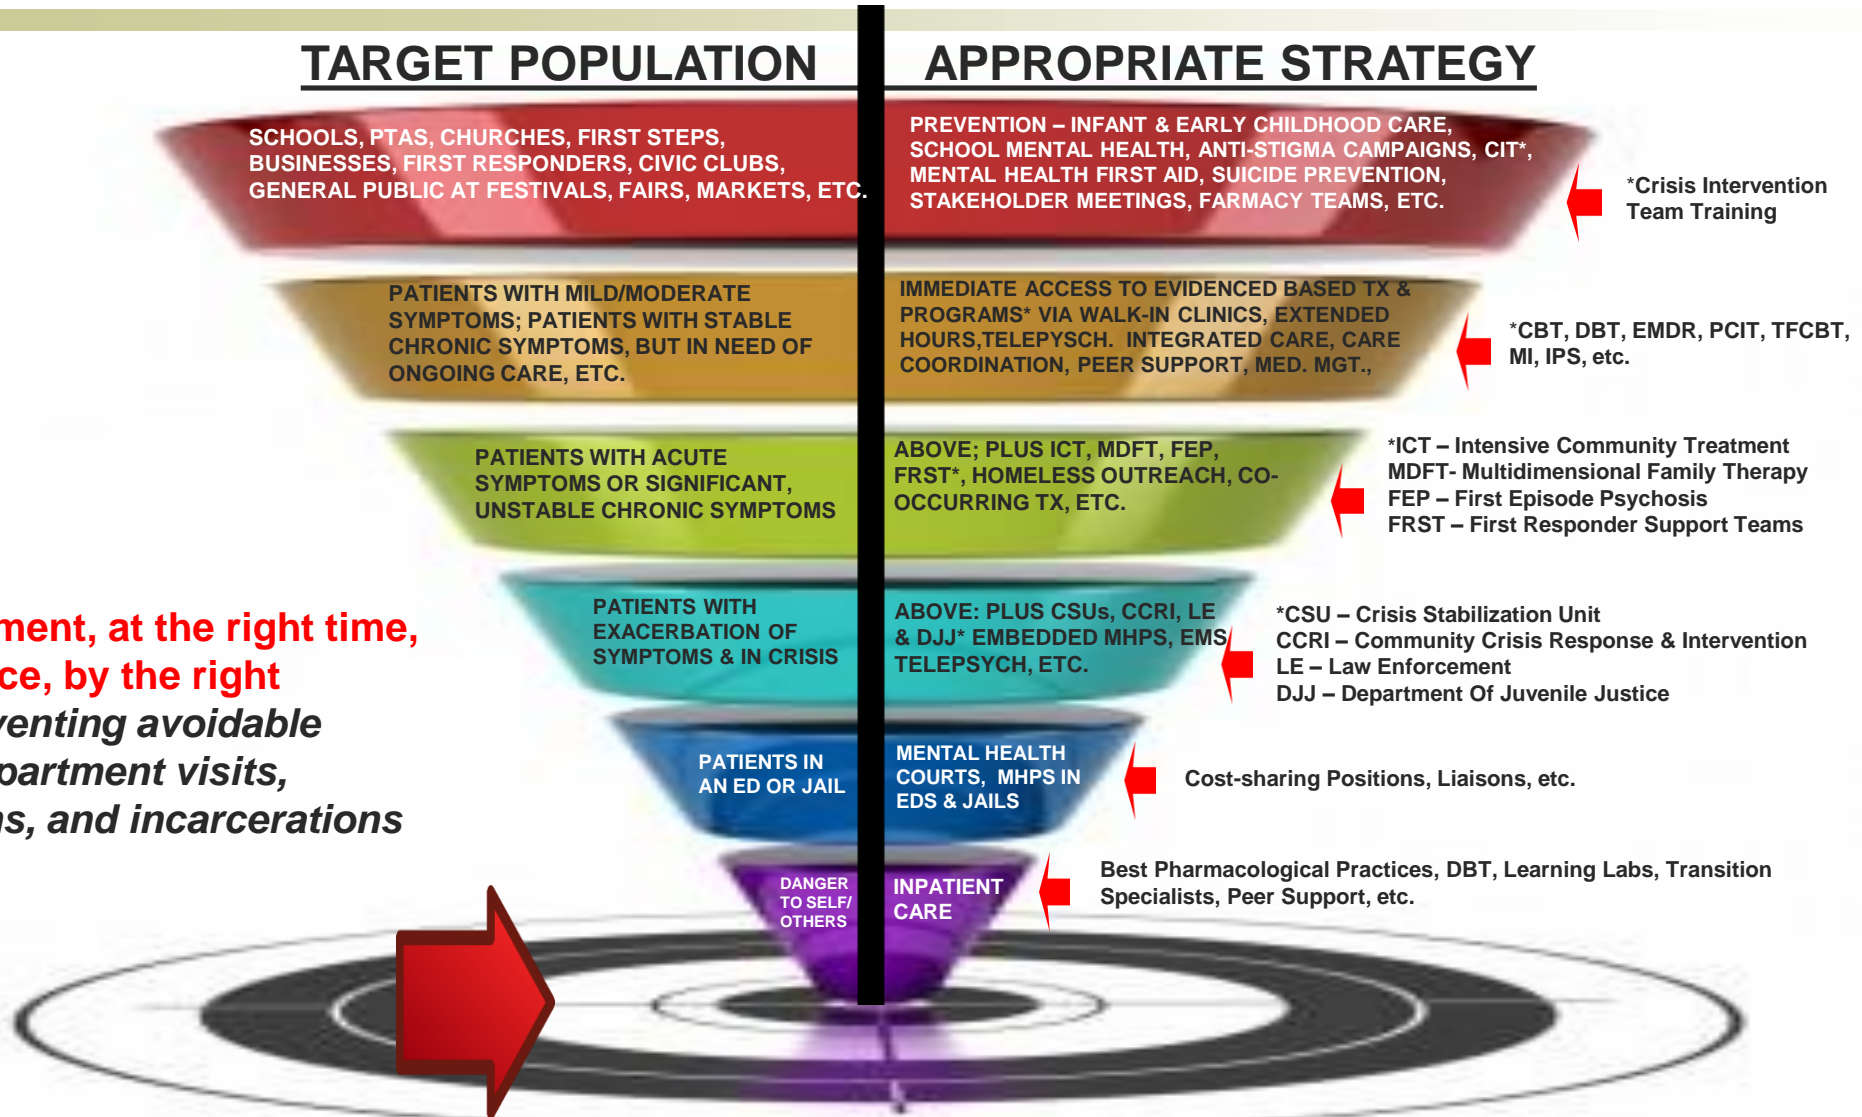 TARGET POPULATION
APPROPRIATE STRATEGY
SCHOOLS, PTAS, CHURCHES, FIRST STEPS,
BUSINESSES, FIRST RESPONDERS, CIVIC CLUBS,
GENERAL PUBLIC AT FESTIVALS, FAIRS, MARKETS, ETC.
PREVENTION – INFANT & EARLY CHILDHOOD CARE,
SCHOOL MENTAL HEALTH, ANTI-STIGMA CAMPAIGNS, CIT*,
MENTAL HEALTH FIRST AID, SUICIDE PREVENTION,
STAKEHOLDER MEETINGS, FARMACY TEAMS, ETC.
*Crisis Intervention
Team Training
PATIENTS WITH MILD/MODERATE
SYMPTOMS; PATIENTS WITH STABLE
CHRONIC SYMPTOMS, BUT IN NEED OF
ONGOING CARE, ETC.
IMMEDIATE ACCESS TO EVIDENCED BASED TX &
PROGRAMS* VIA WALK-IN CLINICS, EXTENDED
HOURS,TELEPYSCH. INTEGRATED CARE, CARE
COORDINATION, PEER SUPPORT, MED. MGT.,
*CBT, DBT, EMDR, PCIT, TFCBT,
MI, IPS, etc.
PATIENTS WITH ACUTE
SYMPTOMS OR SIGNIFICANT,
UNSTABLE CHRONIC SYMPTOMS
ABOVE; PLUS ICT, MDFT, FEP,
FRST*, HOMELESS OUTREACH, CO-
OCCURRING TX, ETC.
*ICT – Intensive Community Treatment
MDFT- Multidimensional Family Therapy
FEP – First Episode Psychosis
FRST – First Responder Support Teams
PATIENTS WITH
EXACERBATION OF
SYMPTOMS & IN CRISIS
ABOVE: PLUS CSUs, CCRI, LE
& DJJ* EMBEDDED MHPS, EMS
TELEPSYCH, ETC.
*CSU – Crisis Stabilization Unit
CCRI – Community Crisis Response & Intervention
LE – Law Enforcement
DJJ – Department Of Juvenile Justice
ment, at the right time,
ce, by the right
venting avoidable
partment visits,
ns, and incarcerations
PATIENTS IN
AN ED OR JAIL
MENTAL HEALTH
COURTS, MHPS IN
EDS & JAILS
Cost-sharing Positions, Liaisons, etc.
DANGER
TO SELF/
OTHERS
INPATIENT
CARE
Best Pharmacological Practices, DBT, Learning Labs, Transition
Specialists, Peer Support, etc.